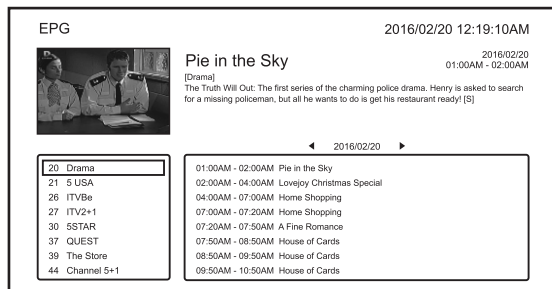 EPG
2016/02/20 12:19:10AM
Pie in the Sky
2016/02/20
01:00AM - 02:00AM
[Drama]
The Truth Will Out: The first series of the charming police drama. Henry is asked to search
for a missing policeman, but all he wants to do is get his restaurant ready! [S]
◀ 2016/02/20 ▶
20 Drama
21 5 USA
26 ITVBe
27 ITV2+1
30 5STAR
37 QUEST
39 The Store
44 Channel 5+1
01:00AM - 02:00AM Pie in the Sky
02:00AM - 04:00AM Lovejoy Christmas Special
04:00AM - 07:00AM Home Shopping
07:00AM - 07:20AM Home Shopping
07:20AM - 07:50AM A Fine Romance
07:50AM - 08:50AM House of Cards
08:50AM - 09:50AM House of Cards
09:50AM - 10:50AM House of Cards